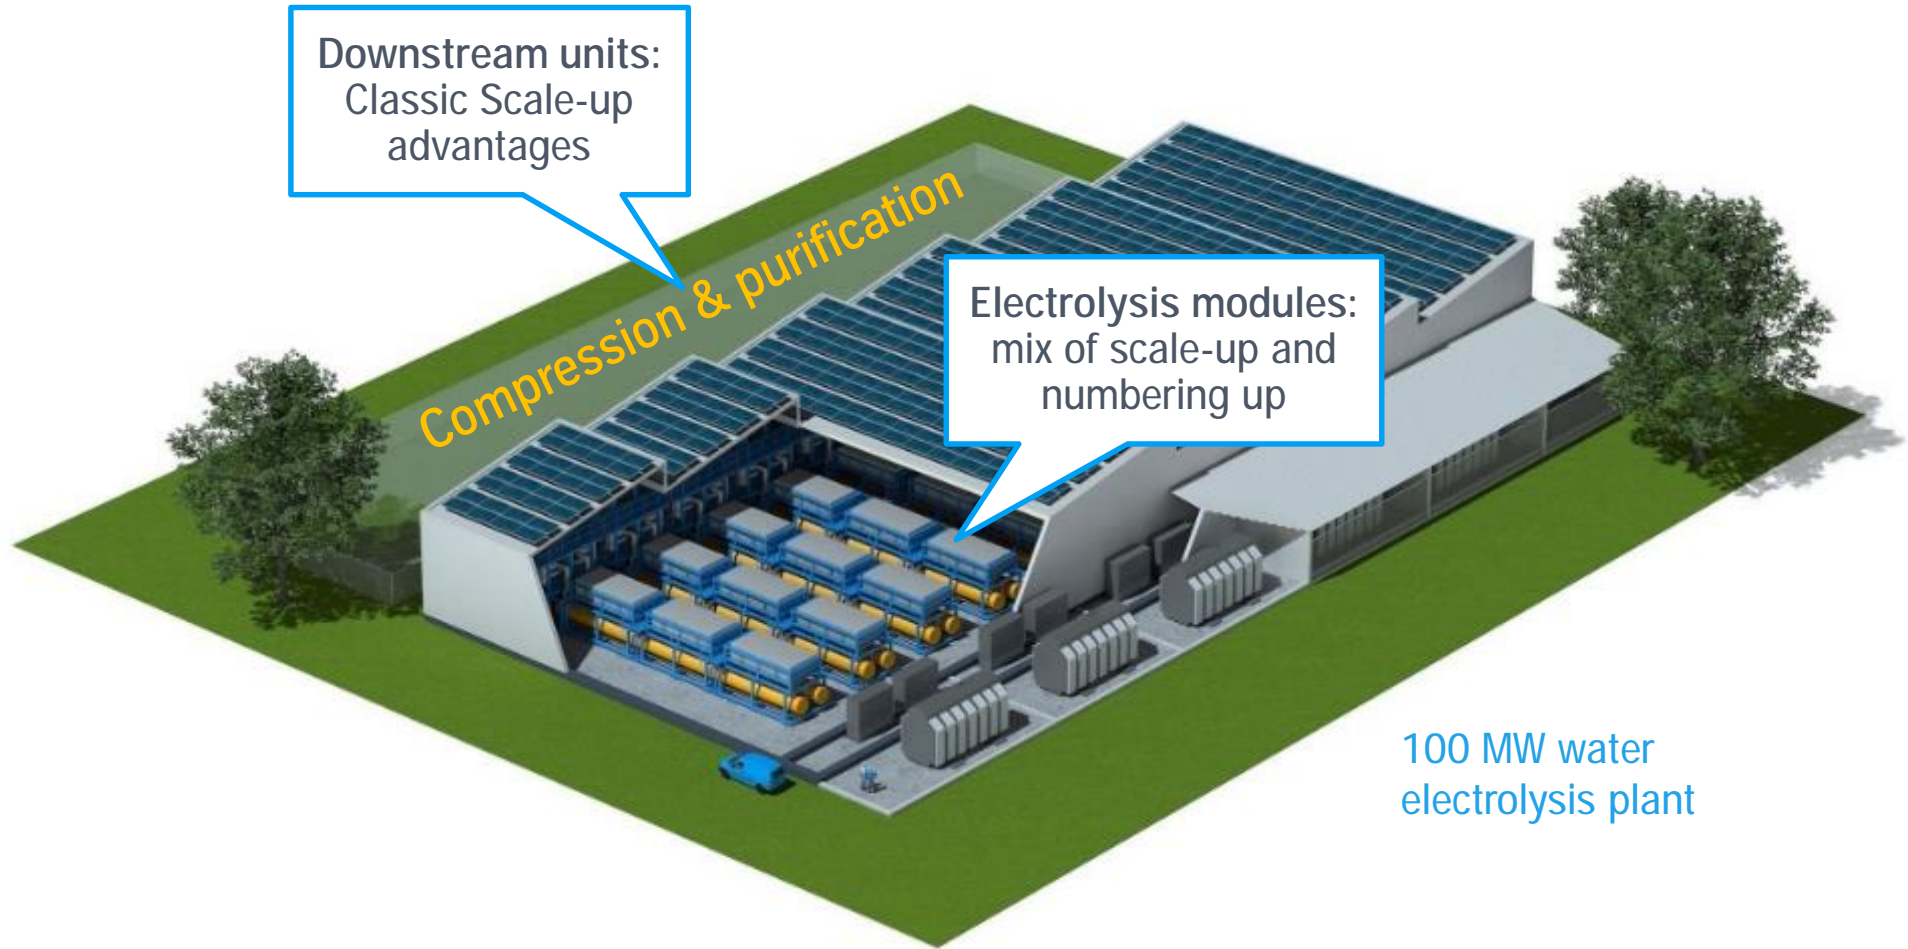 Downstream units:
Classic Scale-up
advantages
Compression & purification
Electrolysis modules:
mix of scale-up and
numbering up
100 MW water
electrolysis plant